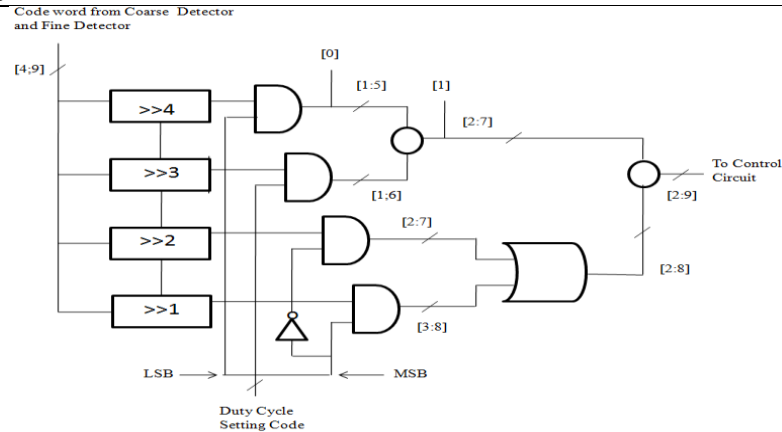 Code word from Coarse Detector
and Fine Detector
[0]
[4;9]
[1:5]
[1]
>>4
[2:7]
>>3
To Control
Circuit
[1;6]
[2:9]
[2:7]
>>2
[2:8]
>>1
[3:8]
LSB
MSB
Duty Cycle
Setting Code